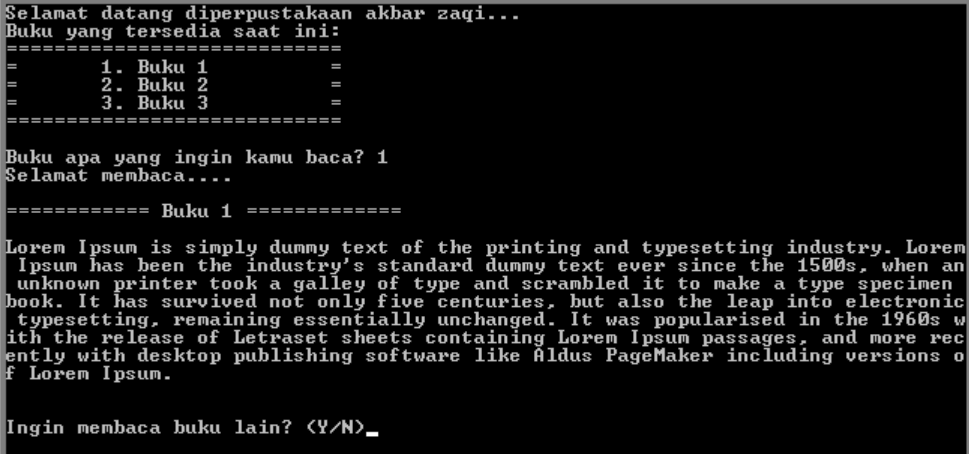 Selamat datang diperpustakaan akbar zaqi...
Buku yang tersedia saat ini:
============================
=       1. Buku 1          =
=       2. Buku 2          =
=       3. Buku 3          =
============================
Buku apa yang ingin kamu baca? 1
Selamat membaca....
============ Buku 1 =============
Lorem Ipsum is simply dummy text of the printing and typesetting industry. Lorem
 Ipsum has been the industry's standard dummy text ever since the 1500s, when an
 unknown printer took a galley of type and scrambled it to make a type specimen
book. It has survived not only five centuries, but also the leap into electronic
 typesetting, remaining essentially unchanged. It was popularised in the 1960s w
ith the release of Letraset sheets containing Lorem Ipsum passages, and more rec
ently with desktop publishing software like Aldus PageMaker including versions o
f Lorem Ipsum.
Ingin membaca buku lain? (Y/N)_